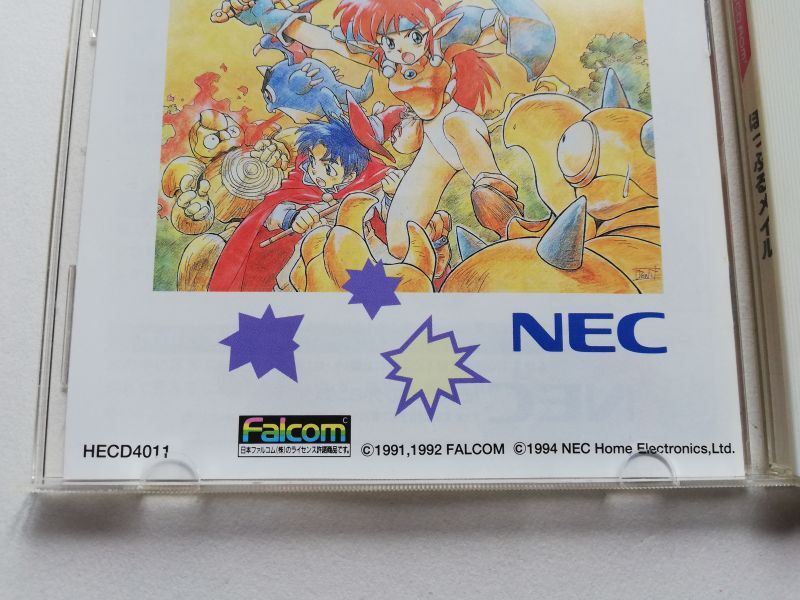 ぽっぷるメイル
NEC
Falcom
日本ファルコム(株)のライセンス許諾商品です。
HECD4011
©1991,1992 FALCOM ©1994 NEC Home Electronics,Ltd.